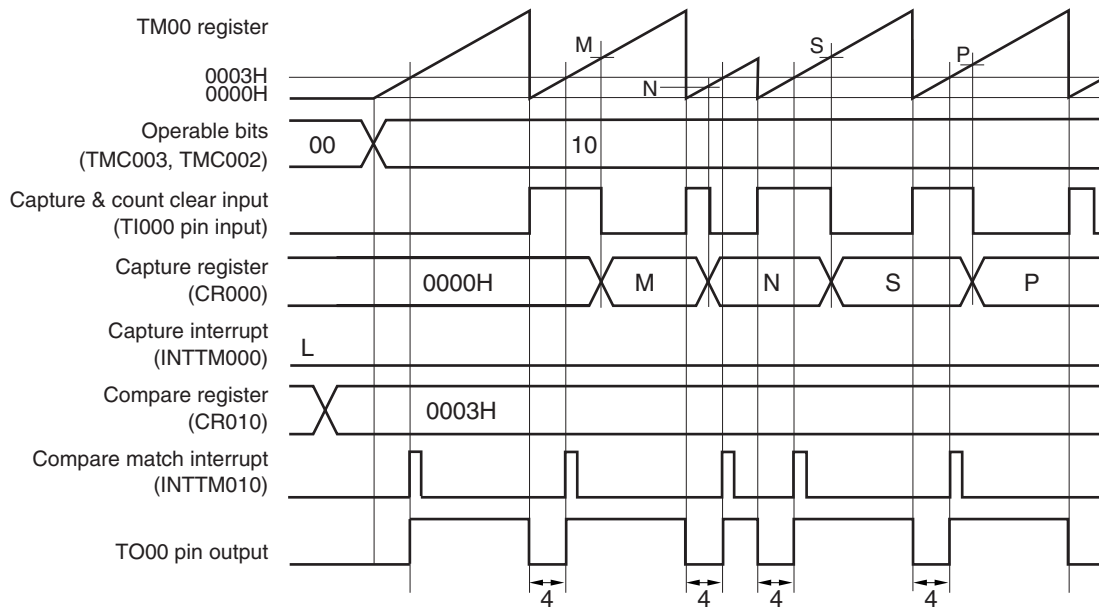 TM00 register
M
S
P
0003H
0000H
N
Operable bits
(TMC003, TMC002)
00
10
Capture & count clear input
(TI000 pin input)
Capture register
(CR000)
0000H
M
N
S
P
Capture interrupt
(INTTM000)
L
Compare register
(CR010)
0003H
Compare match interrupt
(INTTM010)
TO00 pin output
4
4
4
4